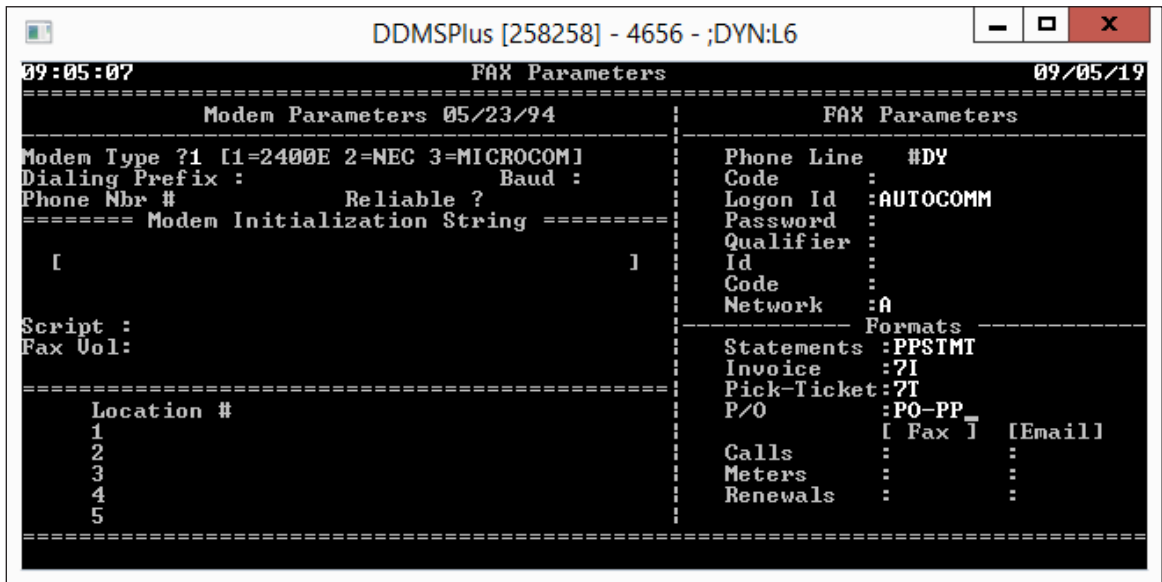 DDMSPlus [258258] - 4656 - ;DYN:L6
09:05:07 FAX Parameters 09/05/19
Modem Parameters 05/23/94
FAX Parameters
Modem Type ?1 [1=2400E 2=NEC 3=MICROCOM]
Dialing Prefix : Baud :
Phone Nbr # Reliable ?
======== Modem Initialization String =========
[ ]
Script :
Fax Vol:
Location #
1
2
3
4
5
Phone Line #DY
Code :
Logon Id :AUTOCOMM
Password :
Qualifier :
Id :
Code :
Network :A
------------ Formats ------------
Statements :PPSTMT
Invoice :7I
Pick-Ticket:7T
P/O :PO-PP_
[ Fax ] [Email]
Calls : :
Meters : :
Renewals : :